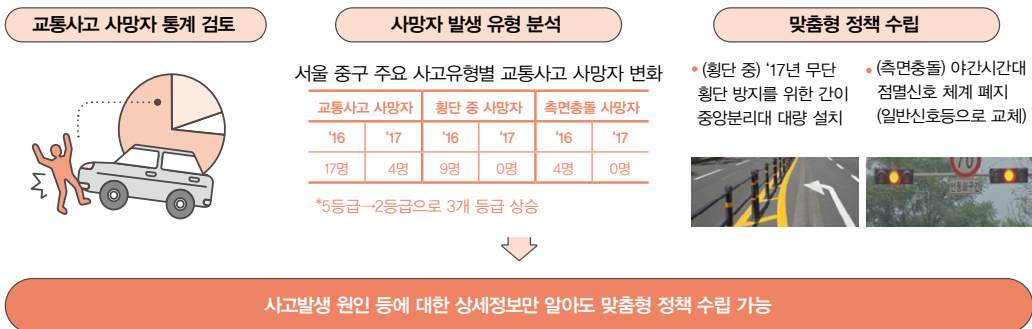 교통사고 사망자 통계 검토
사망자 발생 유형 분석
서울 중구 주요 사고유형별 교통사고 사망자 변화
교통사고 사망자 횡단 중 사망자 측면충돌 사망자
‘16 ‘17 ‘16 ‘17 ‘16 ‘17
17명 4명 9명 0명 4명 0명
*5등급→2등급으로 3개 등급 상승
맞춤형 정책 수립
• (횡단 중) ‘17년 무단
횡단 방지를 위한 간이
중앙분리대 대량 설치
• (측면충돌) 야간시간대
점멸신호 체계 폐지
(일반신호등으로 교체)
70
사고발생 원인 등에 대한 상세정보만 알아도 맞춤형 정책 수립 가능